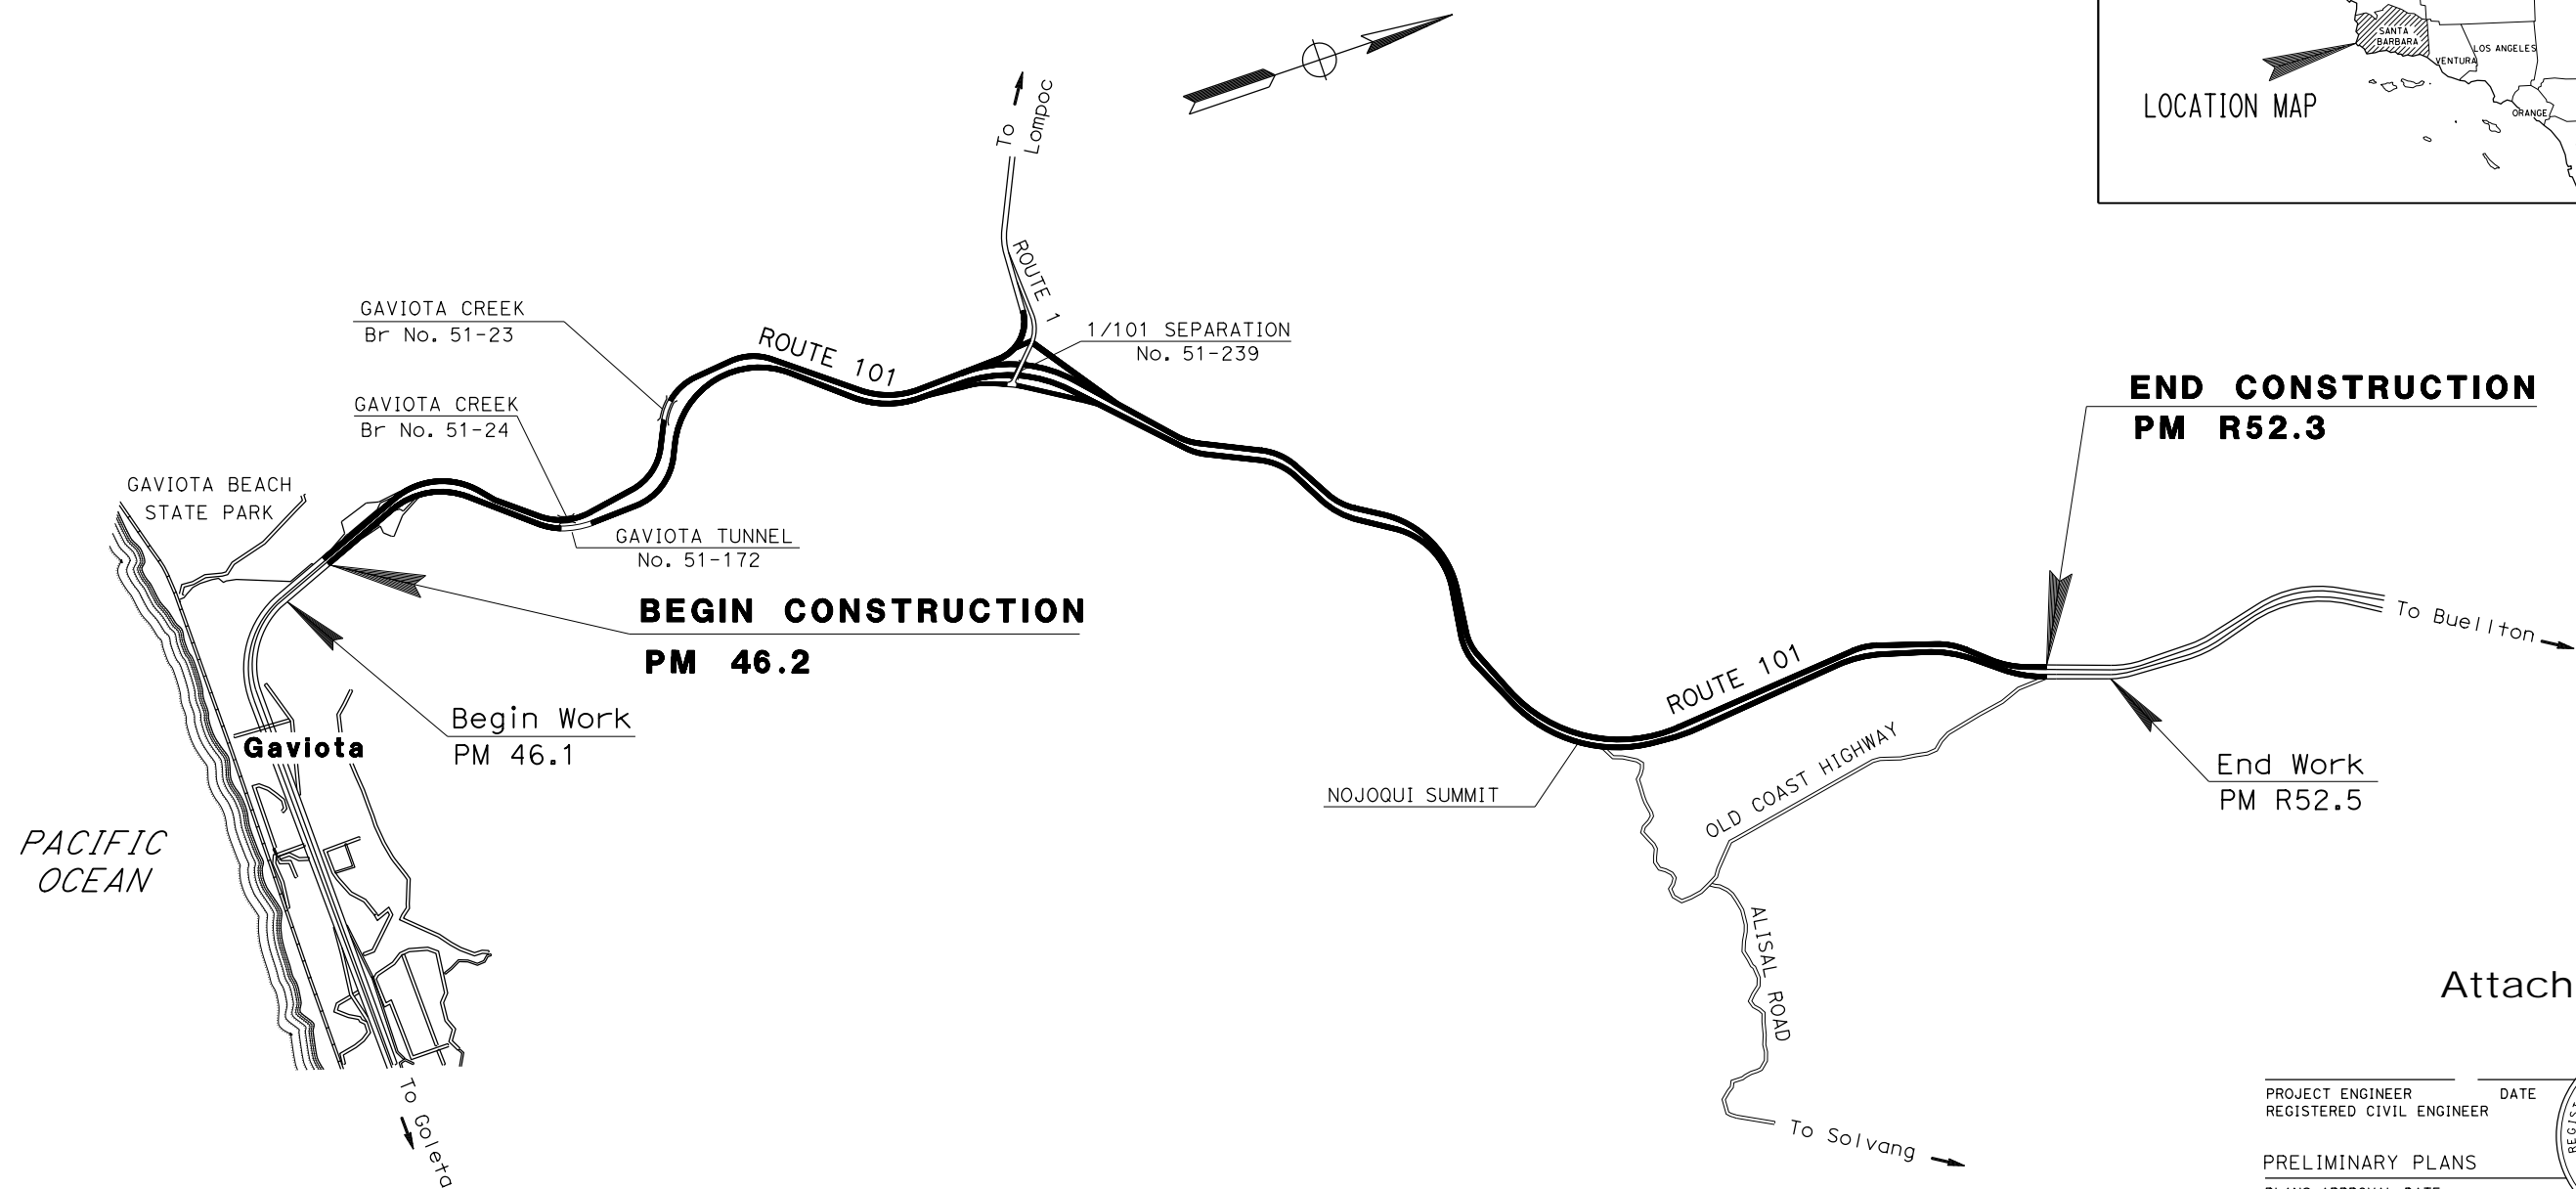 SANTA
BARBARA
LOS ANGELES
VENTURA
ORANGE
LOCATION MAP
To
Lompoc
ROUTE 1
GAVIOTA CREEK
Br No. 51-23
ROUTE 101
1/101 SEPARATION
No. 51-239
GAVIOTA CREEK
Br No. 51-24
END CONSTRUCTION
PM R52.3
GAVIOTA BEACH
STATE PARK
GAVIOTA TUNNEL
No. 51-172
BEGIN CONSTRUCTION
PM 46.2
To Buellton
ROUTE 101
Begin Work
PM 46.1
Gaviota
NOJOQUI SUMMIT
OLD COAST HIGHWAY
End Work
PM R52.5
PACIFIC
OCEAN
ALISAL ROAD
Attach
To Goleta
To Solvang
PROJECT ENGINEER DATE
REGISTERED CIVIL ENGINEER
REGIST
PRELIMINARY PLANS